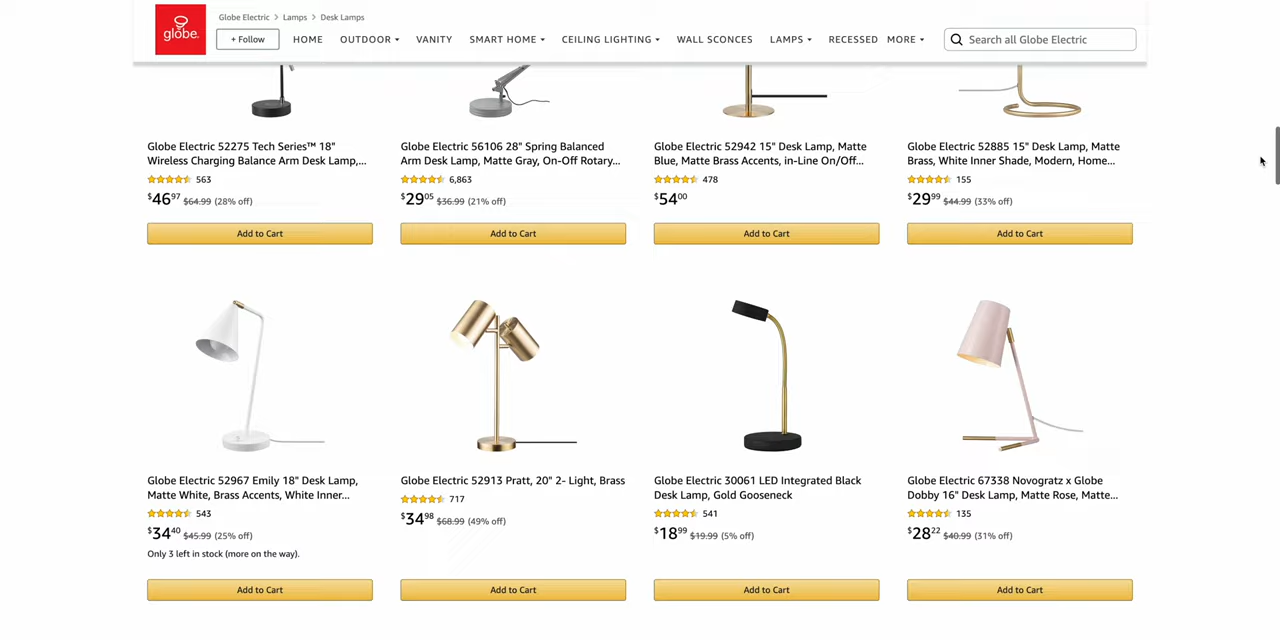 globe.
Globe Electric > Lamps > Desk Lamps
+ Follow
HOME OUTDOOR VANITY SMART HOME CEILING LIGHTING WALL SCONCES LAMPS RECESSED MORE
Search all Globe Electric
Globe Electric 52275 Tech Series™ 18"
Wireless Charging Balance Arm Desk Lamp,...
563
$46.97 $64.99 (28% off)
Add to Cart
Globe Electric 56106 28" Spring Balanced
Arm Desk Lamp, Matte Gray, On-Off Rotary...
6,863
$29.05 $36.99 (21% off)
Add to Cart
Globe Electric 52942 15" Desk Lamp, Matte
Blue, Matte Brass Accents, in-Line On/Off...
478
$54.00
Add to Cart
Globe Electric 52885 15" Desk Lamp, Matte
Brass, White Inner Shade, Modern, Home...
155
$29.99 $44.99 (33% off)
Add to Cart
Globe Electric 52967 Emily 18" Desk Lamp,
Matte White, Brass Accents, White Inner...
543
$34.40 $45.99 (25% off)
Only 3 left in stock (more on the way).
Add to Cart
Globe Electric 52913 Pratt, 20" 2- Light, Brass
717
$34.98 $68.99 (49% off)
Add to Cart
Globe Electric 30061 LED Integrated Black
Desk Lamp, Gold Gooseneck
541
$18.99 $19.99 (5% off)
Add to Cart
Globe Electric 67338 Novogratz x Globe
Dobby 16" Desk Lamp, Matte Rose, Matte...
135
$28.22 $40.99 (31% off)
Add to Cart